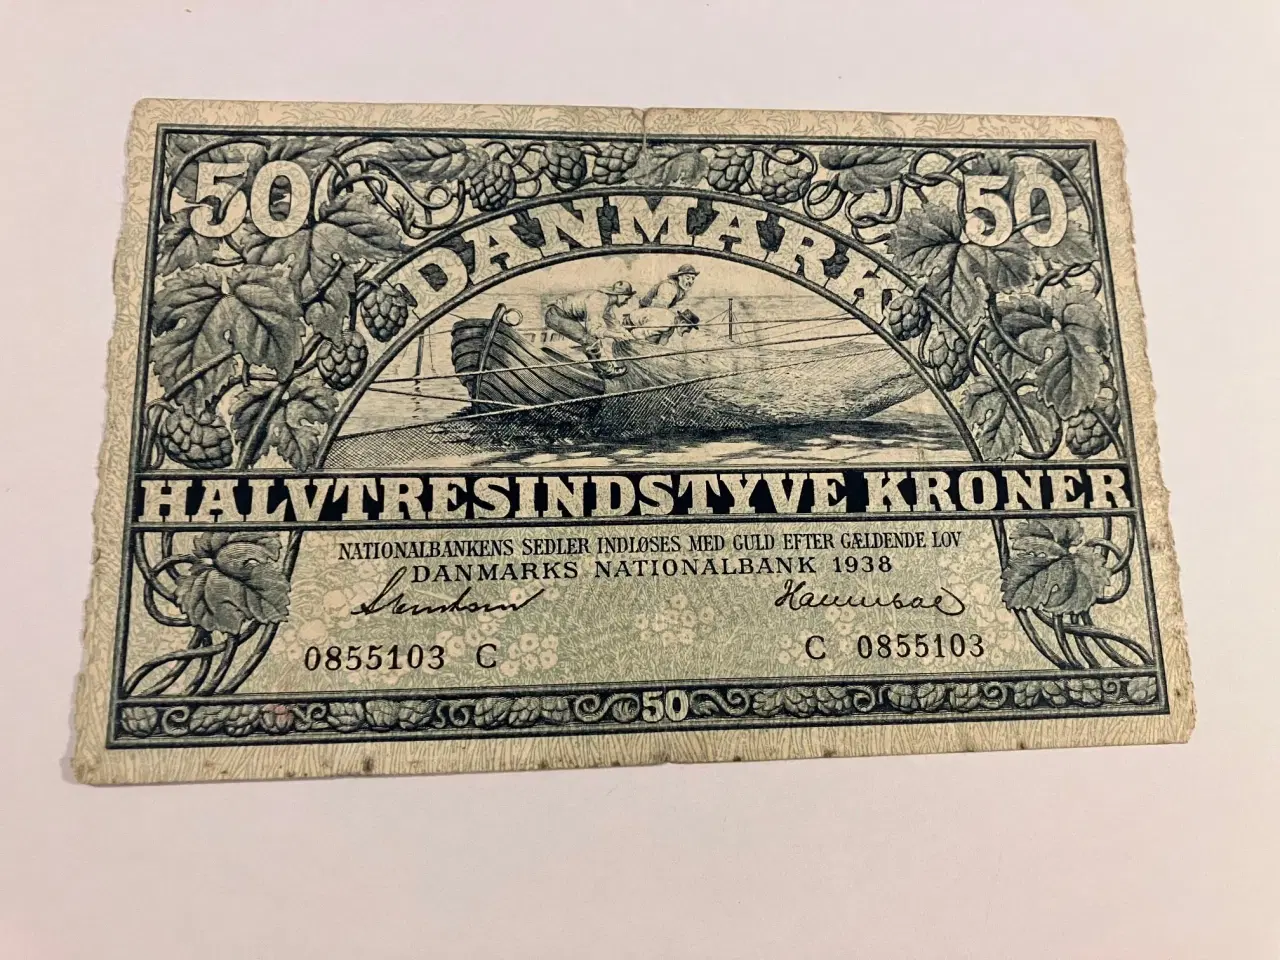 50 50
DANMARK
HALVTRESINDSTYVE KRONER
NATIONALBANKENS SEDLER INDLØSES MED GULD EFTER GÆLDENDE LOV
DANMARKS NATIONALBANK 1938
0855103 C C 0855103
50